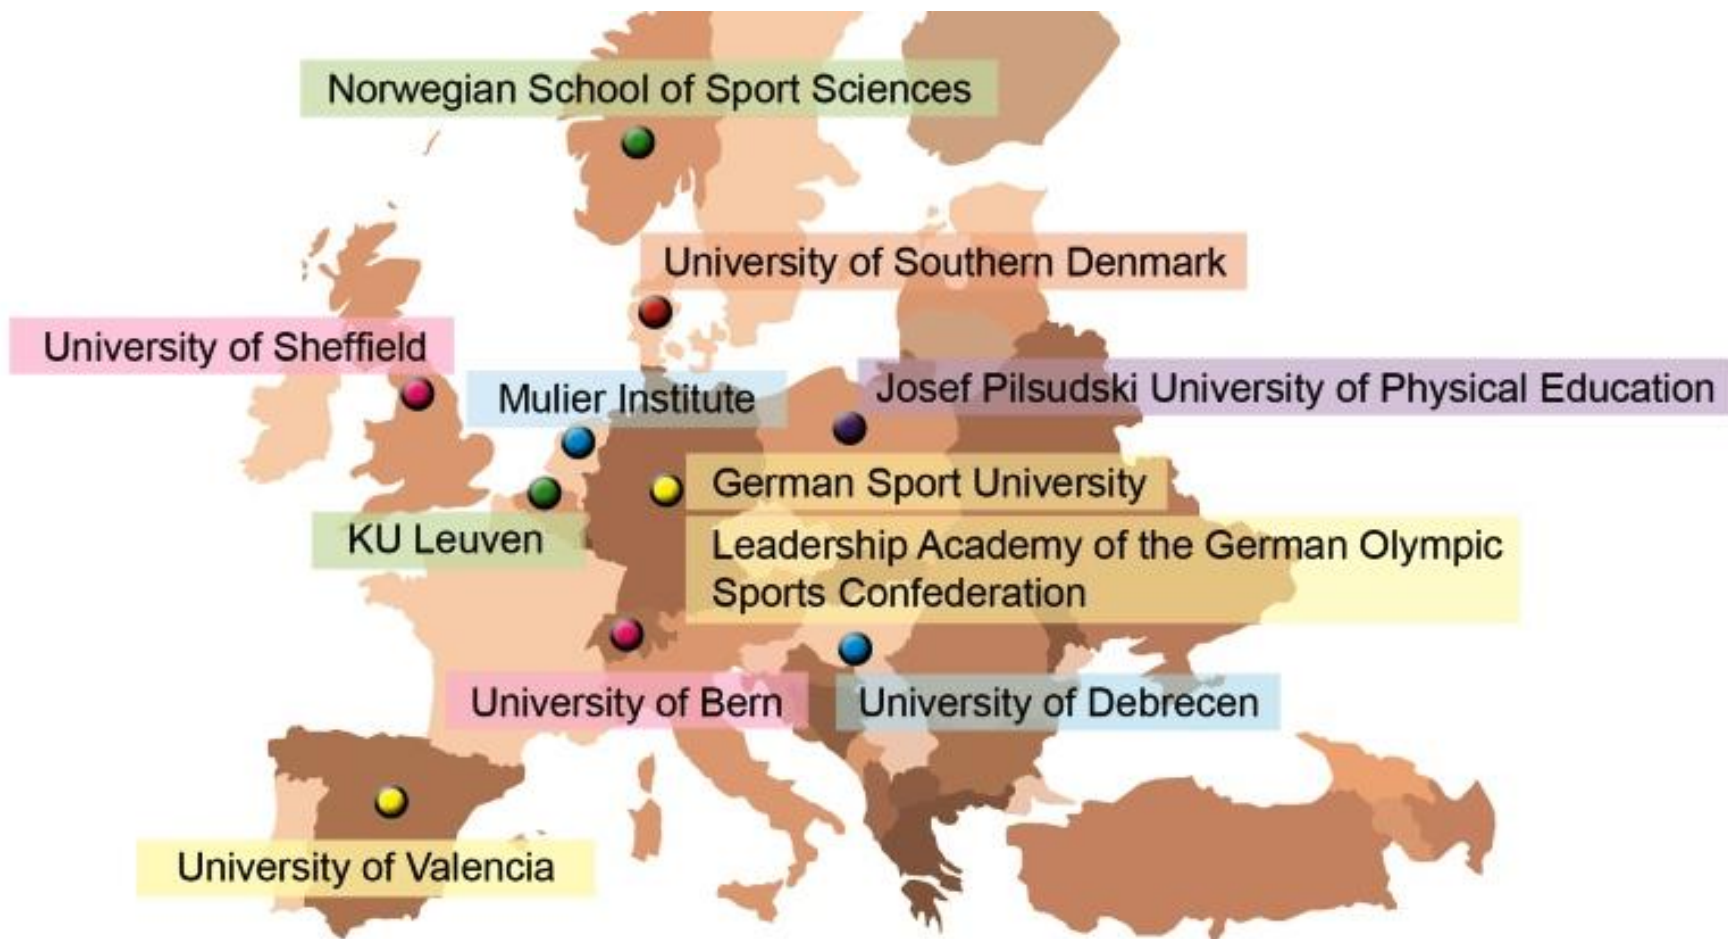 Norwegian School of Sport Sciences
University of Southern Denmark
University of Sheffield
Mulier Institute
Josef Pilsudski University of Physical Education
German Sport University
KU Leuven
Leadership Academy of the German Olympic
Sports Confederation
University of Bern
University of Debrecen
University of Valencia